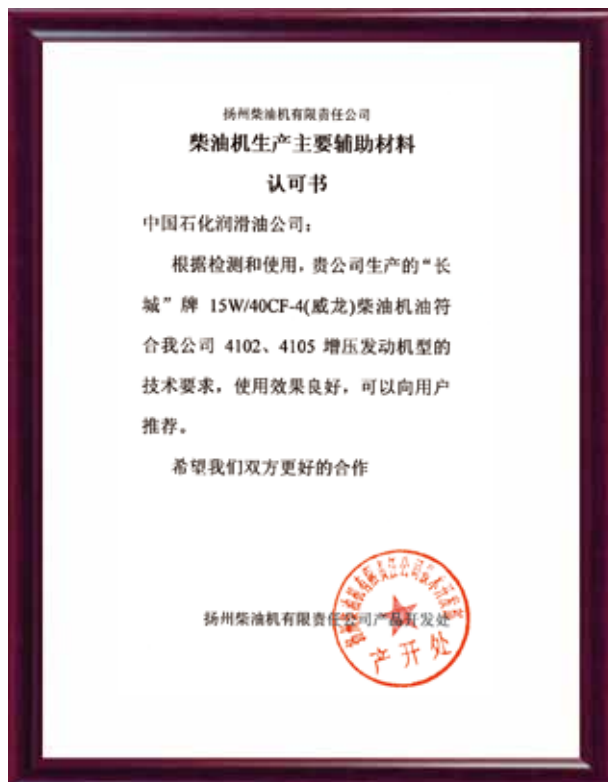 扬州柴油机有限责任公司
柴油机生产主要辅助材料
认可书
中国石化润滑油公司：
根据检测和使用，贵公司生产的“长
城”牌 15W/40CF-4(威龙)柴油机油符
合我公司 4102、4105 增压发动机型的
技术要求，使用效果良好，可以向用户
推荐。
希望我们双方更好的合作
扬州柴油机有限责任公司产品开发处
产开处